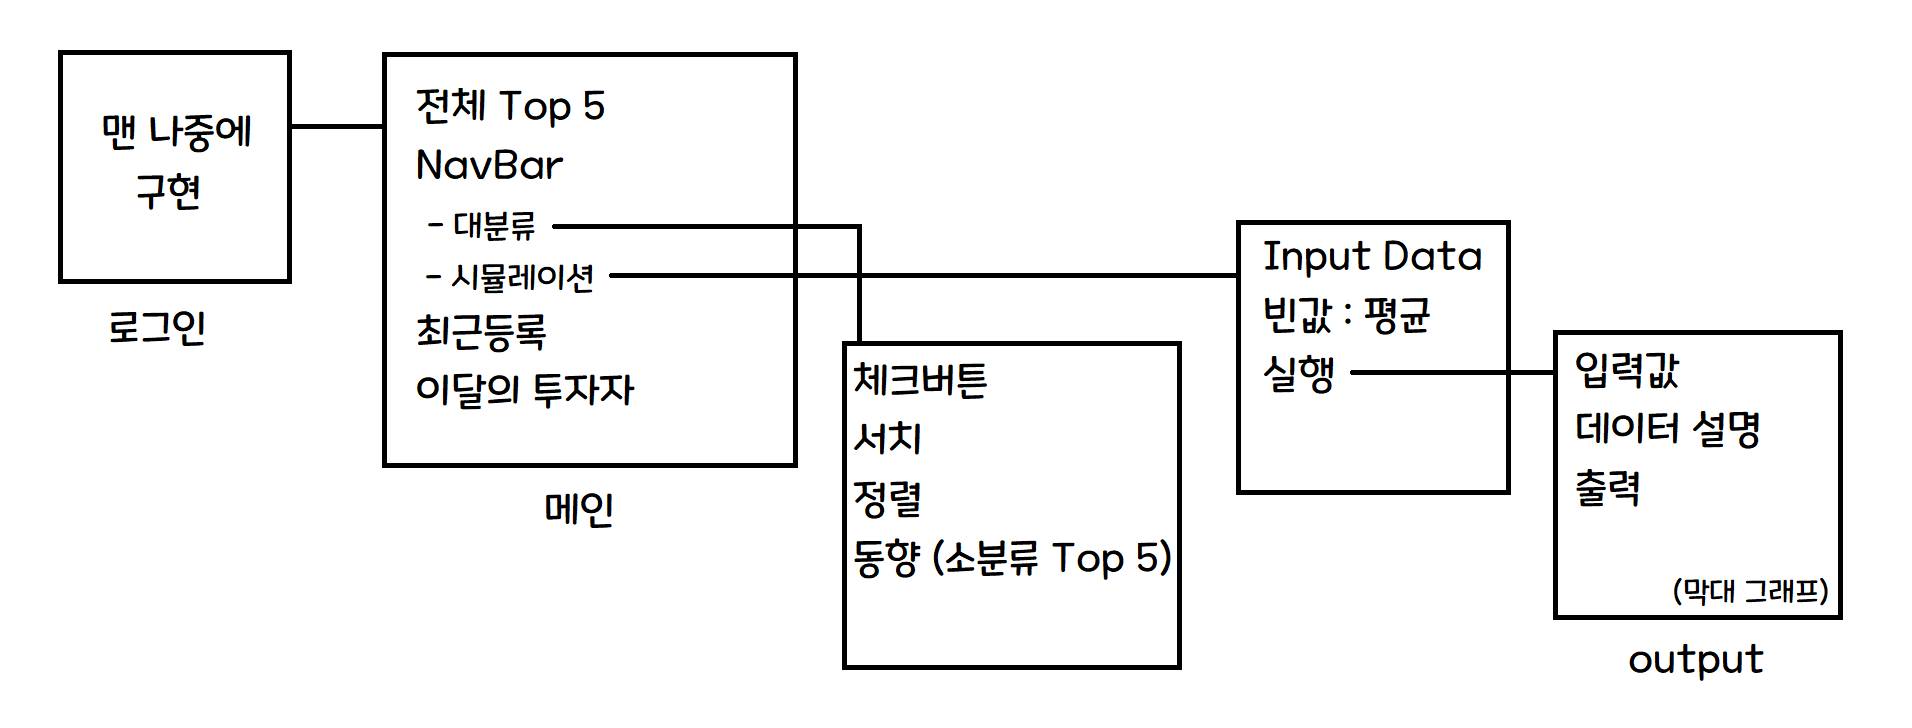 맨 나중에
구현
로그인
전체 Top 5
NavBar
- 대분류
- 시뮬레이션
최근등록
이달의 투자자
메인
체크버튼
서치
정렬
동향 (소분류 Top 5)
Input Data
빈값 : 평균
실행
입력값
데이터 설명
출력
(막대 그래프)
output